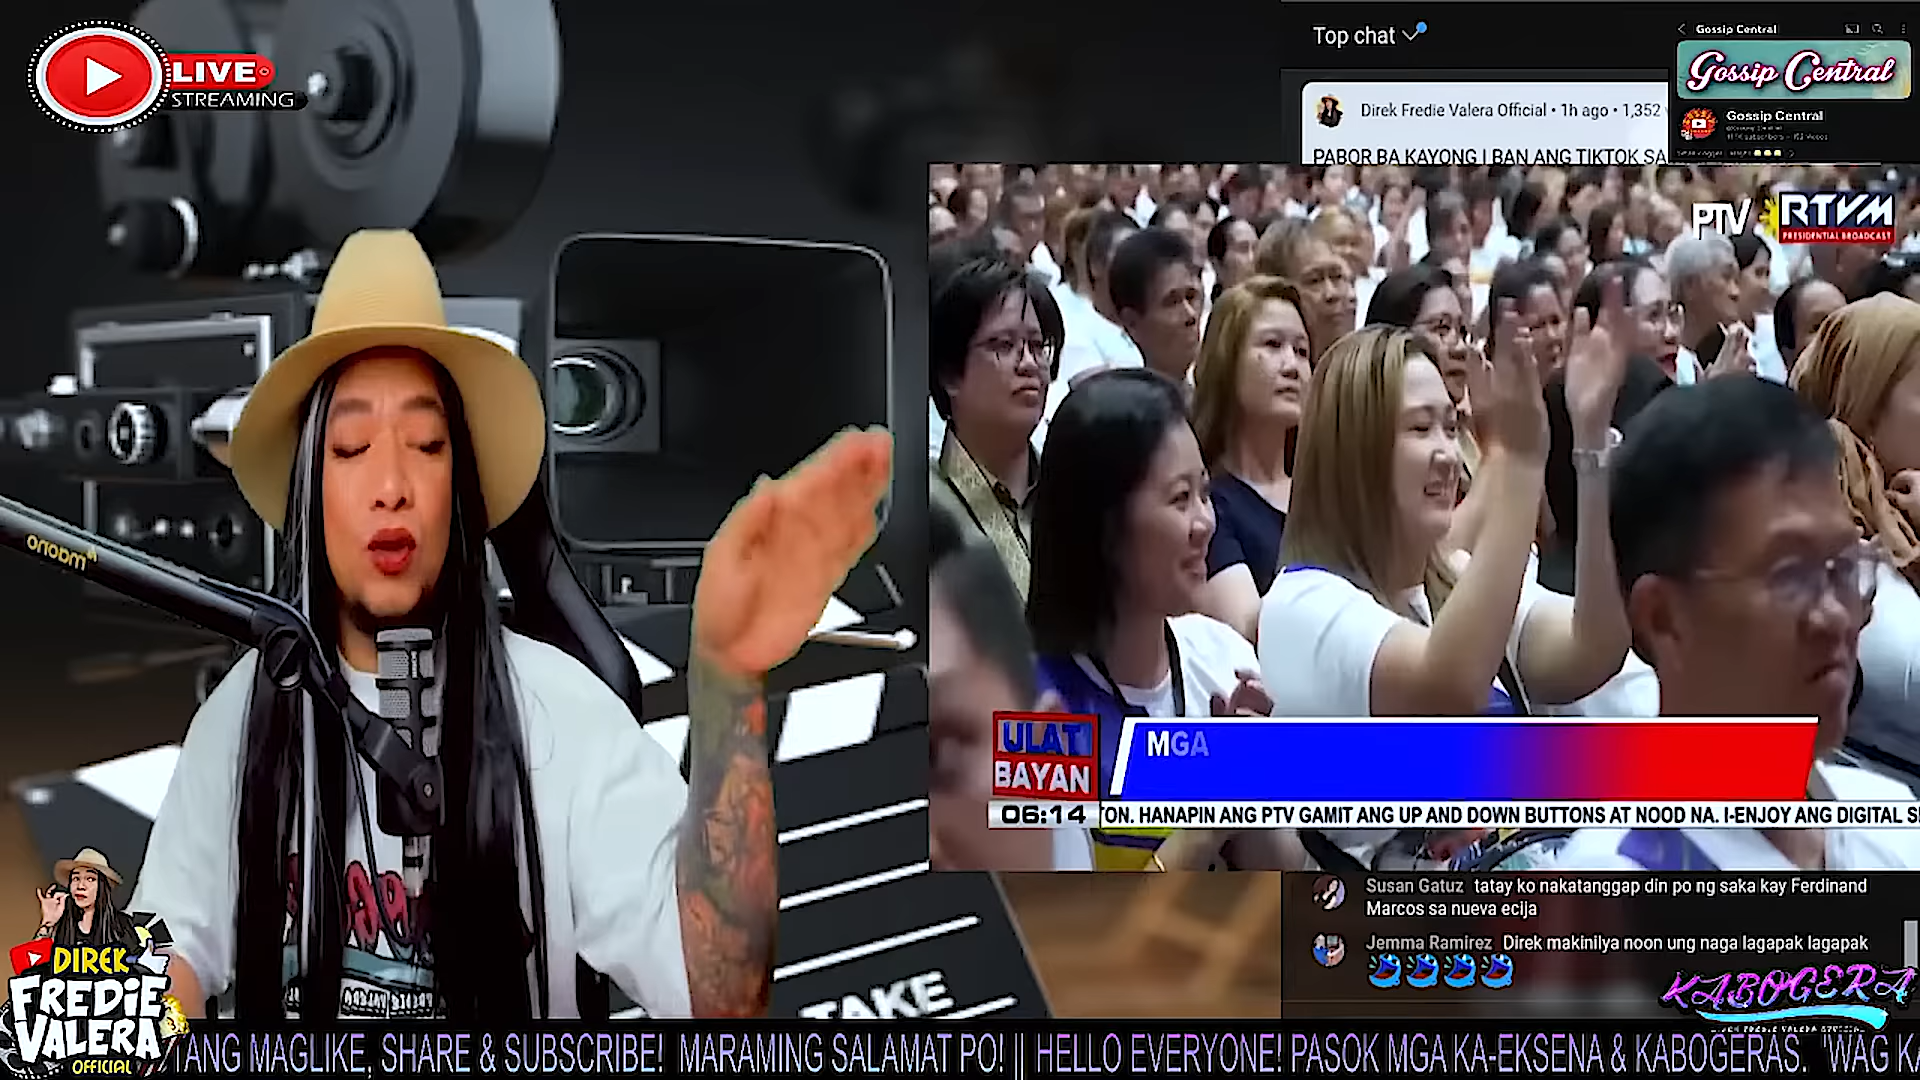 LIVE
STREAMING
Top chat
Gossip Central
Gossip Central
Gossip Central
Direk Fredie Valera Official • 1h ago • 1,352
PABOR BA KAYONG I BAN ANG TIKTOK SA
PTV
RTVM
PRESIDENTIAL BROADCAST
maono
ULAT
BAYAN
MGA
06:14
TON. HANAPIN ANG PTV GAMIT ANG UP AND DOWN BUTTONS AT NOOD NA. I-ENJOY ANG DIGITAL
Susan Gatuz tatay ko nakatanggap din po ng saka kay Ferdinand
Marcos sa nueva ecija
Jemma Ramirez Direk makinilya noon ung naga lagapak lagapak
TAKE
KABOGERA
DIREK FREDIE VALERA OFFICIAL
DIREK
FREDIE
VALERA
OFFICIAL
TANG MAGLIKE, SHARE & SUBSCRIBE! MARAMING SALAMAT PO! || HELLO EVERYONE! PASOK MGA KA-EKSENA & KABOGERAS. "WAG